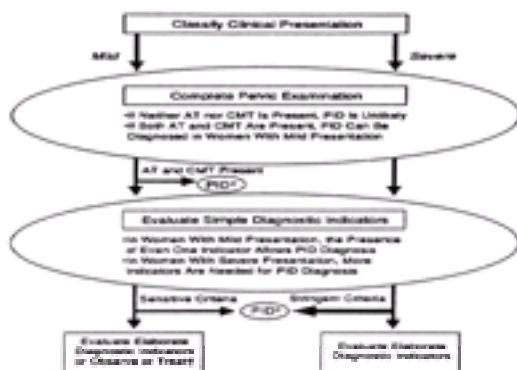 Classify Clinical Presentation
Mild
Severe
Complete Pelvic Examination
•If Neither AT nor CMT Is Present, PID Is Unlikely
•If Both AT and CMT Are Present, PID Can Be
Diagnosed in Women With Mild Presentation
AT and CMT Present
PID
Evaluate Simple Diagnostic Indicators
•In Women With Mild Presentation, the Presence
of Even One Indicator Allows PID Diagnosis
•In Women With Severe Presentation, More
Indicators Are Needed for PID Diagnosis
Sensitive Criteria
Stringent Criteria
PID
Evaluate Elaborate
Diagnostic Indicators
or Observe or Treat
Evaluate Elaborate
Diagnostic Indicators